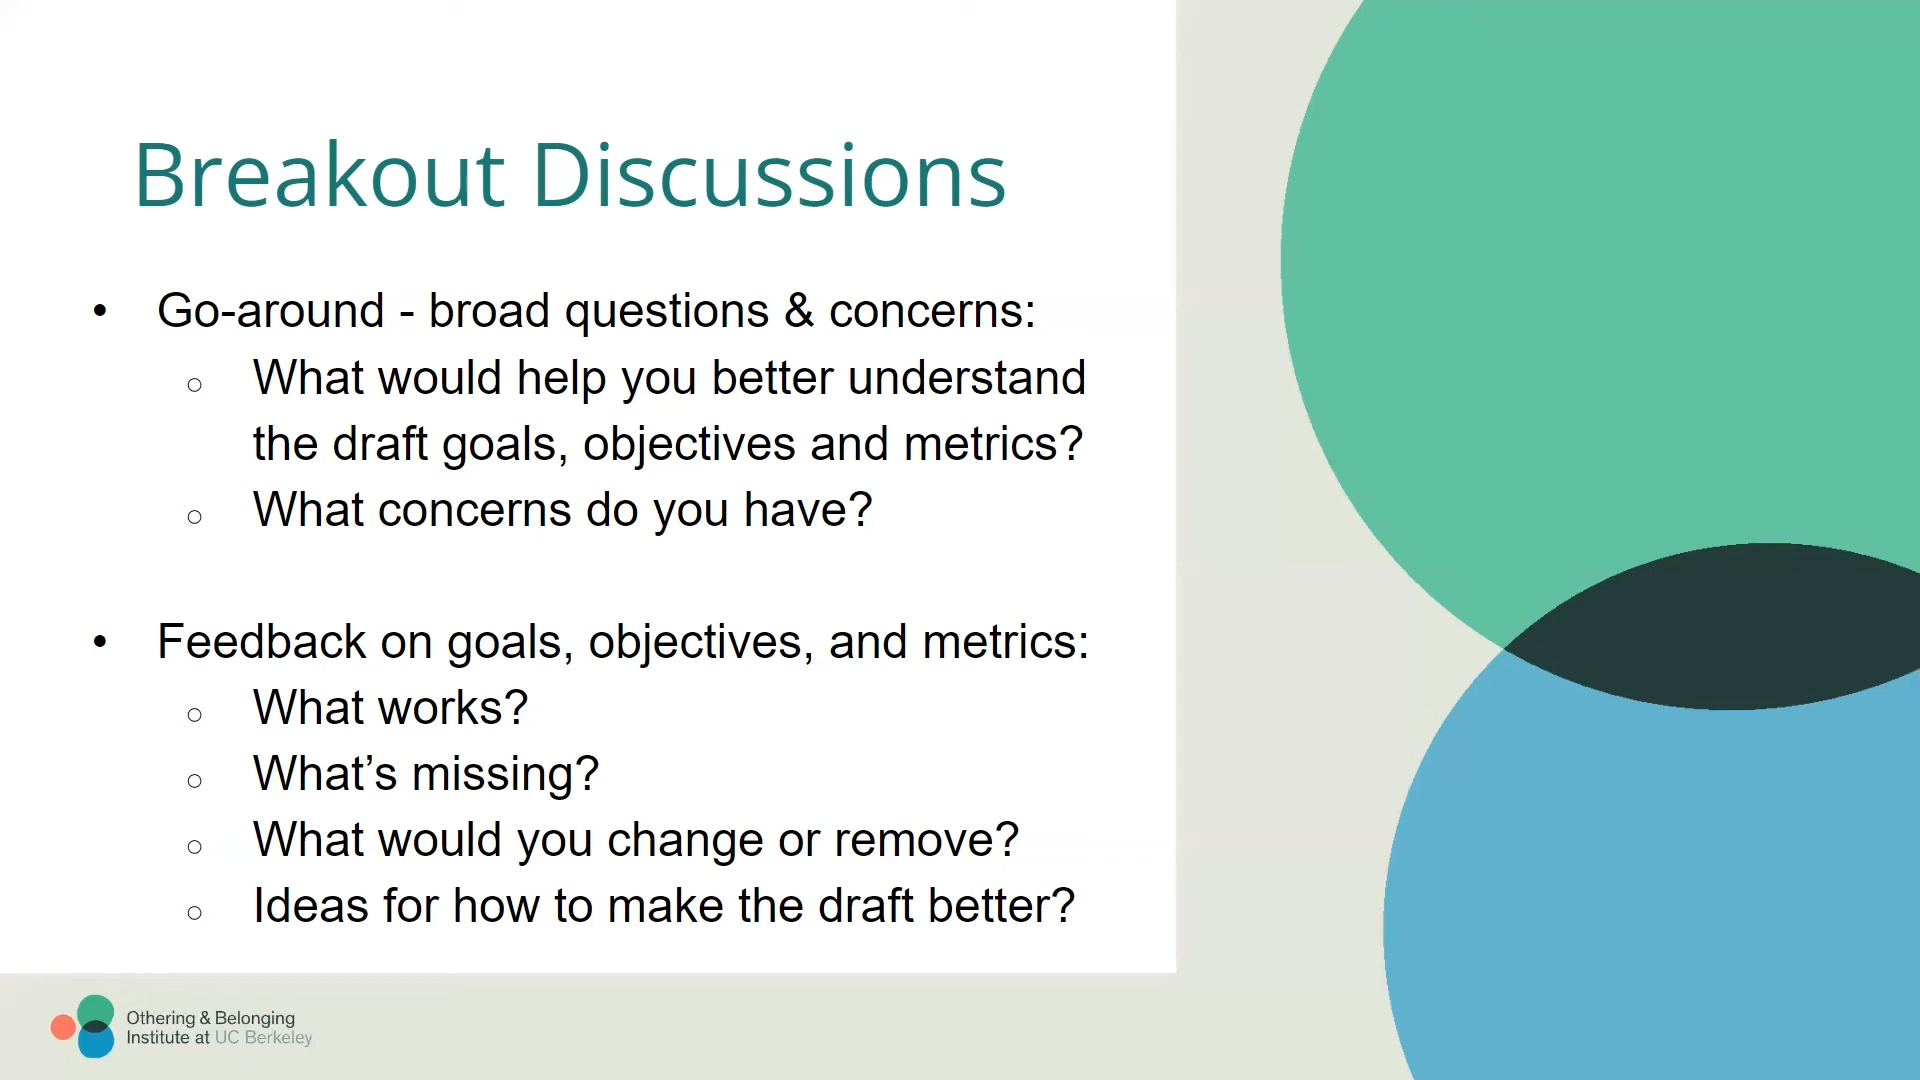 Breakout Discussions
• Go-around - broad questions & concerns:
○ What would help you better understand
the draft goals, objectives and metrics?
○ What concerns do you have?
• Feedback on goals, objectives, and metrics:
○ What works?
○ What’s missing?
○ What would you change or remove?
○ Ideas for how to make the draft better?
Othering & Belonging
Institute at UC Berkeley